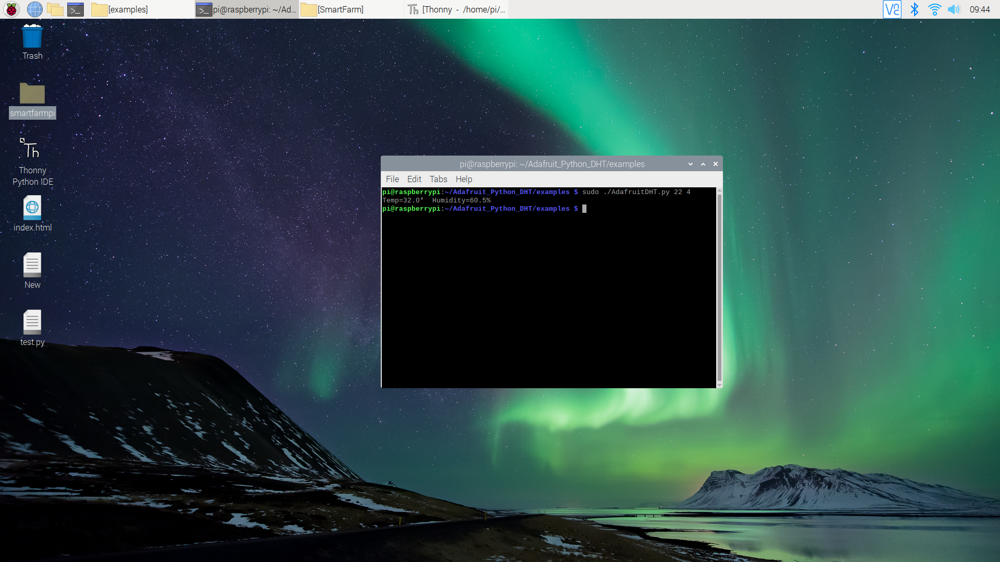 [examples]
pi@raspberrypi: ~/Ad...
[SmartFarm]
[Thonny - /home/pi/...
09:44
Trash
smartfarmpi
Th
Thonny
Python IDE
index.html
New
test.py
pi@raspberrypi: ~/Adafruit_Python_DHT/examples
File Edit Tabs Help
pi@raspberrypi:~/Adafruit_Python_DHT/examples $ sudo ./AdafruitDHT.py 22 4
Temp=32.0* Humidity=60.5%
pi@raspberrypi:~/Adafruit_Python_DHT/examples $